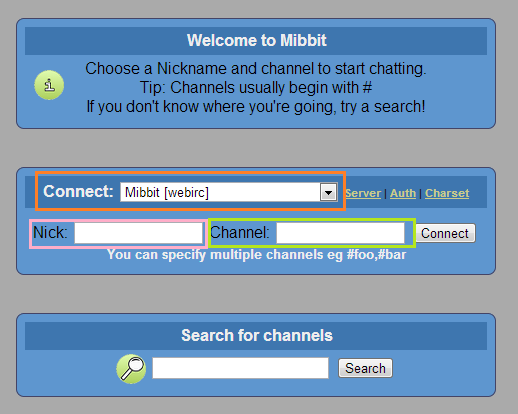 Welcome to Mibbit
Choose a Nickname and channel to start chatting.
Tip: Channels usually begin with #
If you don't know where you're going, try a search!
Connect: Mibbit [webirc] Server | Auth | Charset
Nick: Channel: Connect
You can specify multiple channels eg #foo,#bar
Search for channels
Search